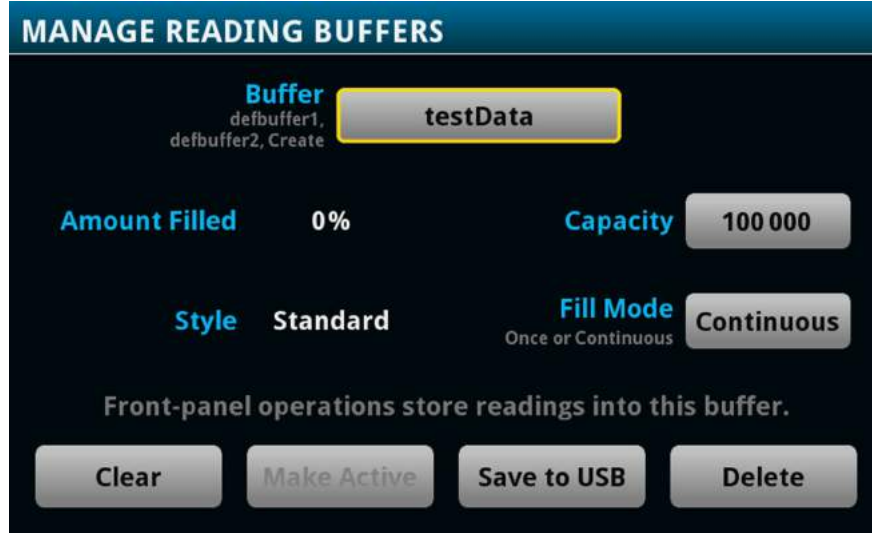 MANAGE READING BUFFERS
Buffer
defbuffer1,
defbuffer2, Create
testData
Amount Filled 0% Capacity 100 000
Style Standard Fill Mode
Once or Continuous
Continuous
Front-panel operations store readings into this buffer.
Clear Make Active Save to USB Delete